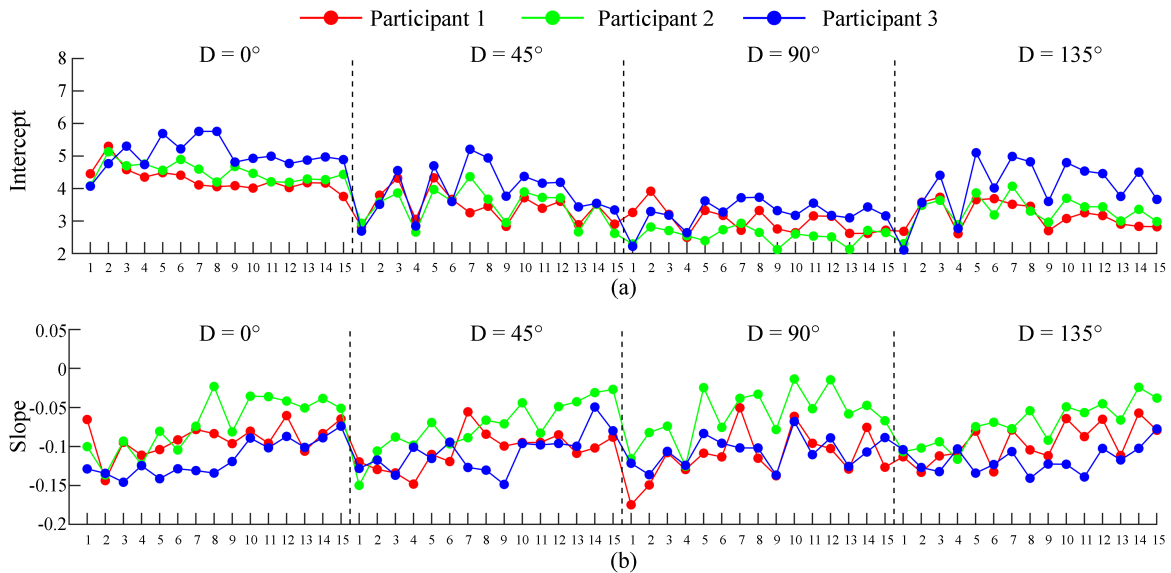 Participant 1 Participant 2 Participant 3
(a)
D = 0° D = 45° D = 90° D = 135°
8
7
6
5
4
3
2
Intercept
1 2 3 4 5 6 7 8 9 10 11 12 13 14 15 1 2 3 4 5 6 7 8 9 10 11 12 13 14 15 1 2 3 4 5 6 7 8 9 10 11 12 13 14 15 1 2 3 4 5 6 7 8 9 10 11 12 13 14 15
(a)
D = 0° D = 45° D = 90° D = 135°
0.05
0
-0.05
-0.1
-0.15
-0.2
Slope
1 2 3 4 5 6 7 8 9 10 11 12 13 14 15 1 2 3 4 5 6 7 8 9 10 11 12 13 14 15 1 2 3 4 5 6 7 8 9 10 11 12 13 14 15 1 2 3 4 5 6 7 8 9 10 11 12 13 14 15
(b)